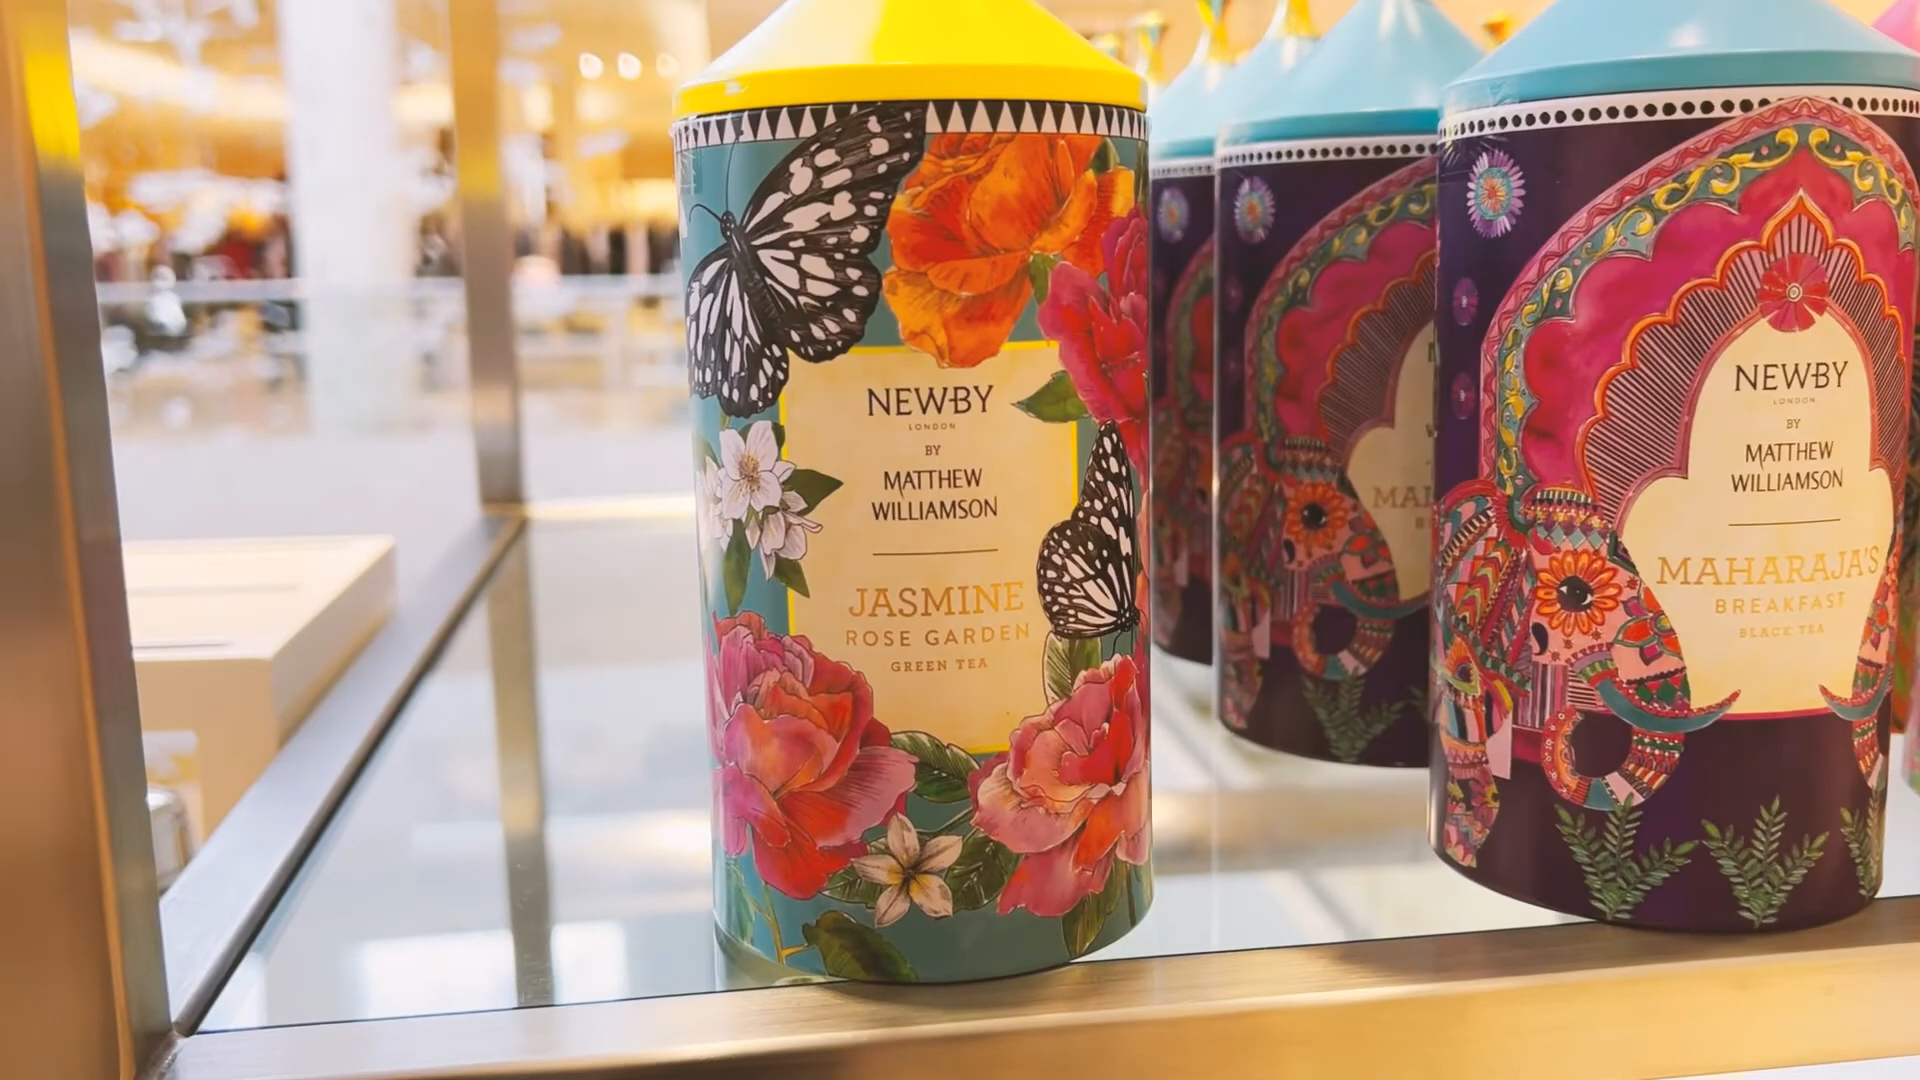 NEWBY
LONDON
BY
MATTHEW
WILLIAMSON
JASMINE
ROSE GARDEN
GREEN TEA
MAH
B
NEWBY
LONDON
BY
MATTHEW
WILLIAMSON
MAHARAJA'S
BREAKFAST
BLACK TEA